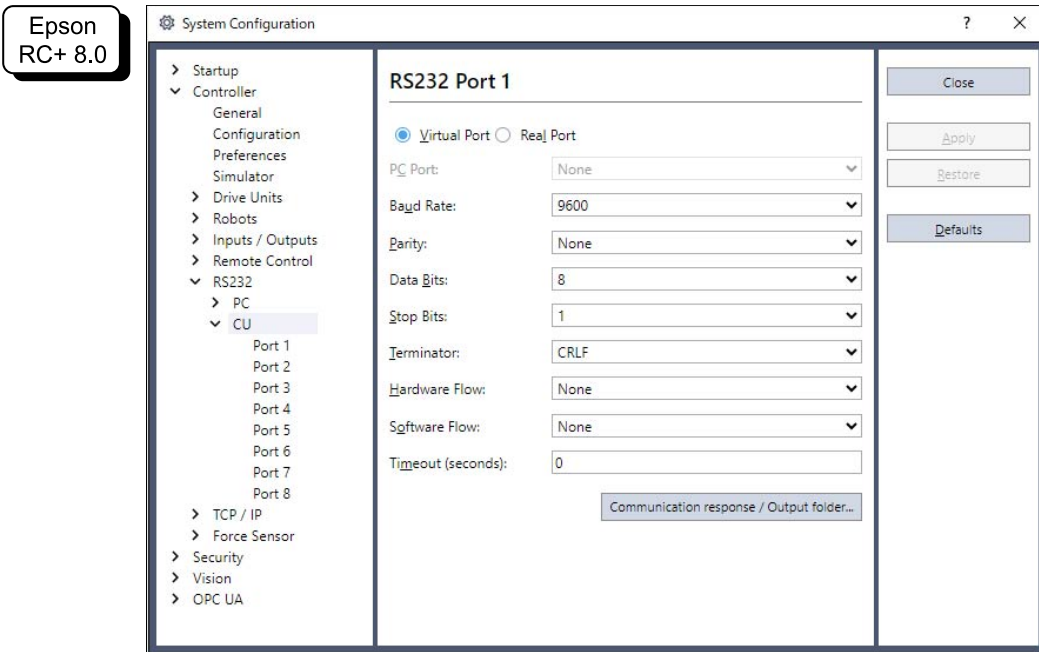 Epson
RC+ 8.0
System Configuration
?
Startup
Controller
General
Configuration
Preferences
Simulator
Drive Units
Robots
Inputs / Outputs
Remote Control
RS232
PC
CU
Port 1
Port 2
Port 3
Port 4
Port 5
Port 6
Port 7
Port 8
TCP / IP
Force Sensor
Security
Vision
OPC UA
RS232 Port 1
Virtual Port Real Port
PC Port: None
Baud Rate: 9600
Parity: None
Data Bits: 8
Stop Bits: 1
Terminator: CRLF
Hardware Flow: None
Software Flow: None
Timeout (seconds): 0
Communication response / Output folder...
Close
Apply
Restore
Defaults